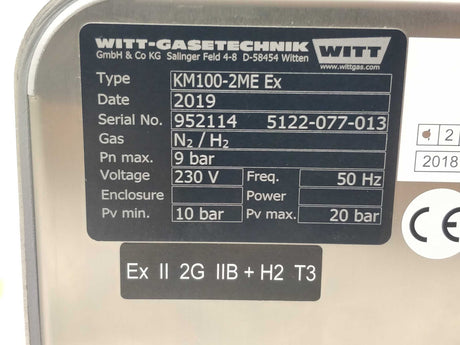 WITT-GASETECHNIK WITT
GmbH & Co KG Salinger Feld 4-8 D-58454 Witten www.wittgas.com
Type KM100-2ME Ex
Date 2019
Serial No. 952114 5122-077-013
Gas N₂/H₂
Pn max. 9 bar
Voltage 230 V Freq. 50 Hz
Enclosure Power
Pv min. 10 bar Pv max. 20 bar
Ex II 2G IIB + H2 T3
2
2018
CE